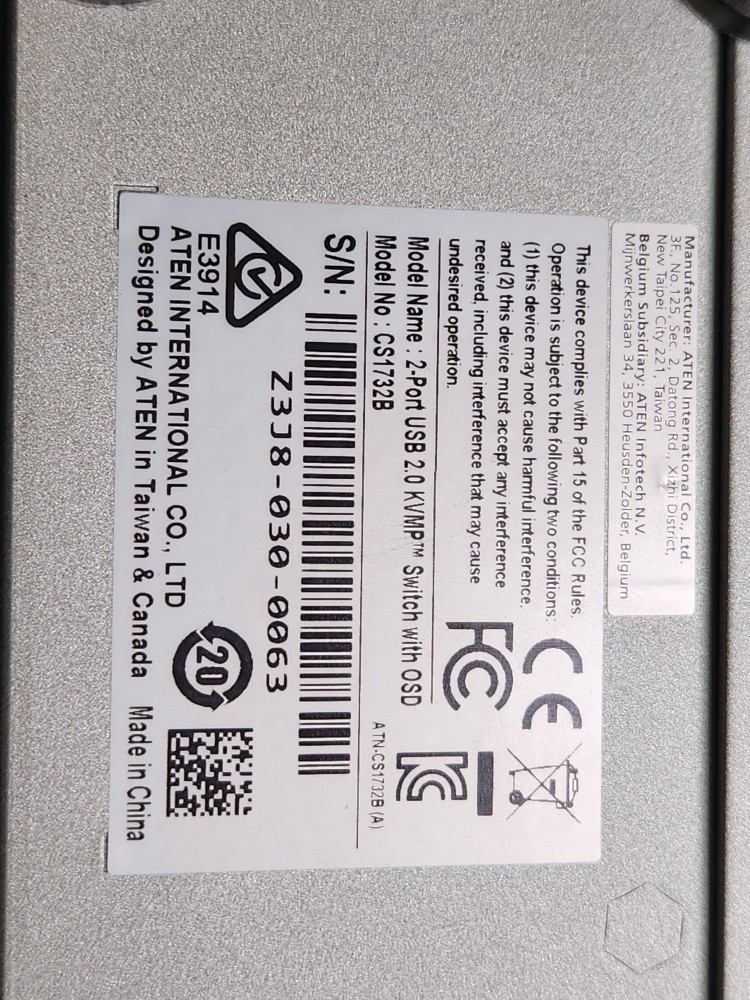 Manufacturer: ATEN International Co., Ltd.
3F., No.125, Sec. 2, Datong Rd., Xizhi District,
New Taipei City 221, Taiwan
Belgium Subsidiary: ATEN Infotech N.V.
Mijnwerkerslaan 34, 3550 Heusden-Zolder, Belgium
This device complies with Part 15 of the FCC Rules.
Operation is subject to the following two conditions:
(1) this device may not cause harmful interference.
and (2) this device must accept any interference
received, including interference that may cause
undesired operation.
CE
FC
Model Name : 2-Port USB 2.0 KVMP™ Switch with OSD
Model No : CS1732B
ATN-CS1732B (A)
S/N:
Z3J8-030-0063
E3914
20
ATEN INTERNATIONAL CO., LTD
Designed by ATEN in Taiwan & Canada Made in China